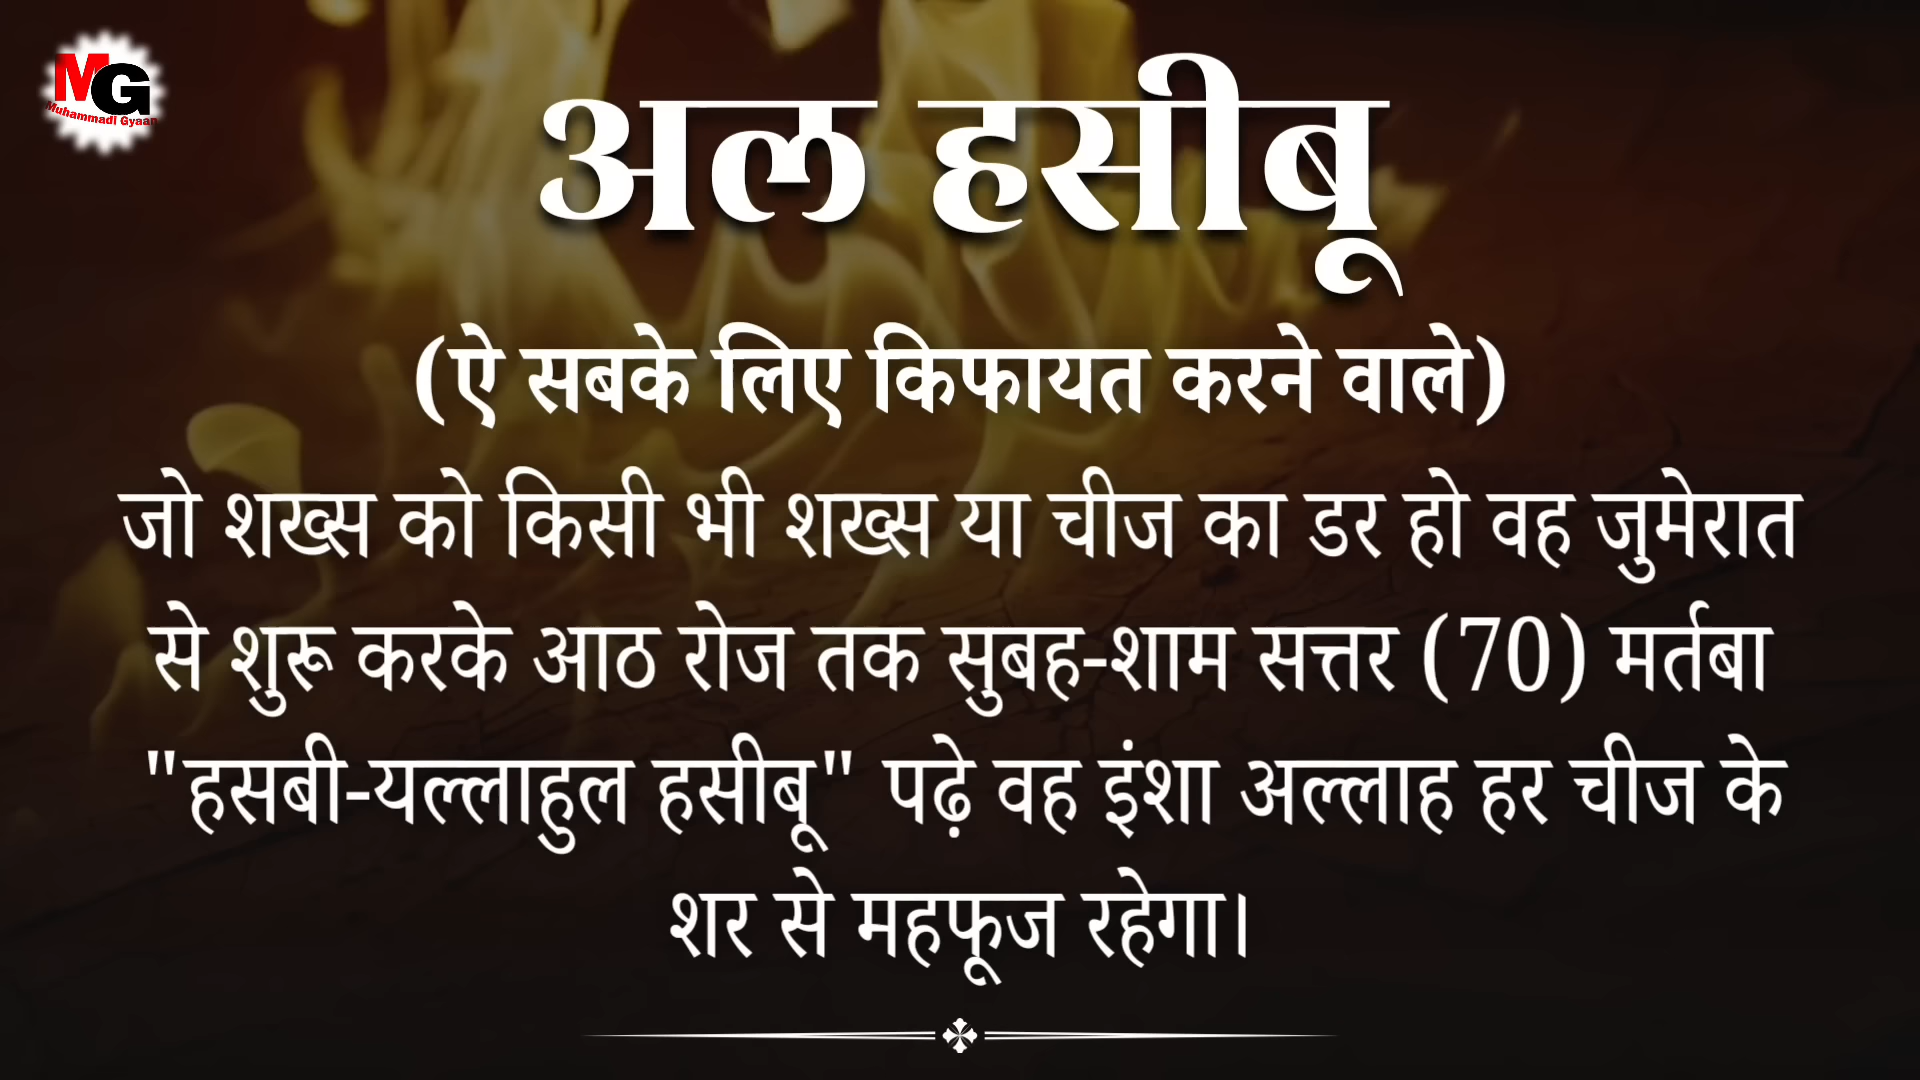 MG
Muhammadi Gyaan
अल हसीबू
(ऐ सबके लिए किफायत करने वाले)
जो शख्स को किसी भी शख्स या चीज का डर हो वह जुमेरात
से शुरू करके आठ रोज तक सुबह-शाम सत्तर (70) मर्तबा
"हसबी-यल्लाहुल हसीबू" पढ़े वह इंशा अल्लाह हर चीज के
शर से महफूज रहेगा।